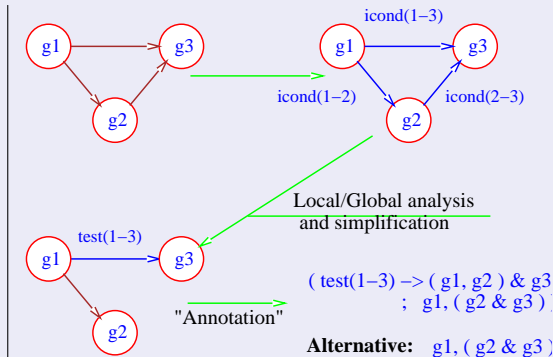 icond(1−3)
g1 g3 g1 g3
icond(1−2) icond(2−3)
g2 g2
Local/Global analysis
and simplification
test(1−3)
g1 g3
( test(1−3) −> ( g1, g2 ) & g3
"Annotation" ; g1, ( g2 & g3 ) )
g2
Alternative: g1, ( g2 & g3 )